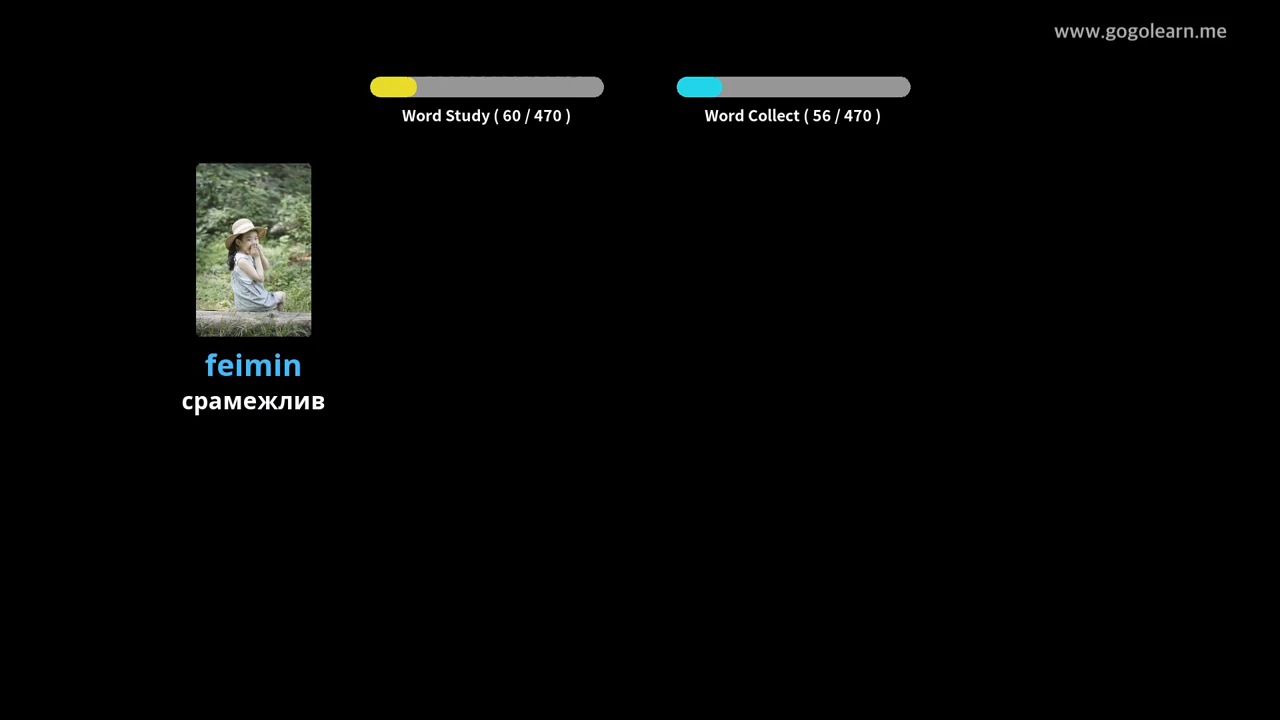 www.gogolearn.me
Word Study ( 60 / 470 )
Word Collect ( 56 / 470 )
feimin
срамежлив